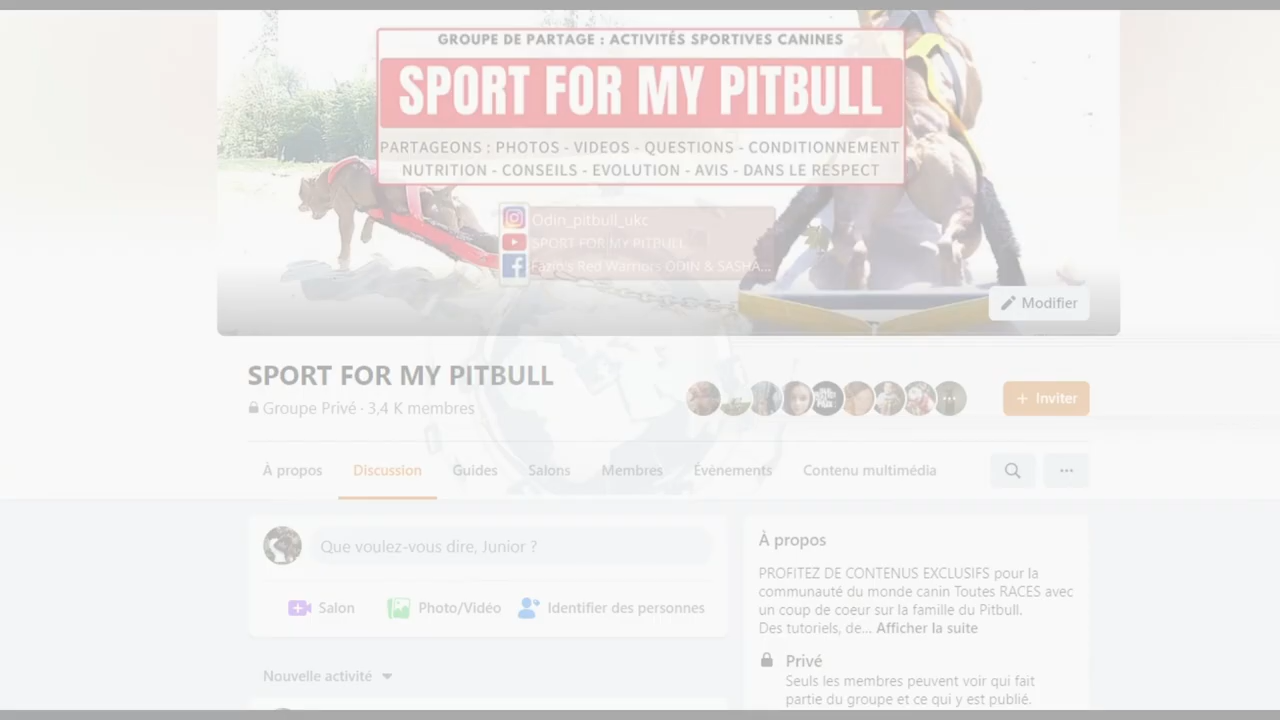 GROUPE DE PARTAGE : ACTIVITÉS SPORTIVES CANINES
SPORT FOR MY PITBULL
PARTAGEONS : PHOTOS - VIDEOS - QUESTIONS - CONDITIONNEMENT
NUTRITION - CONSEILS - EVOLUTION - AVIS - DANS LE RESPECT
Odin_pitbull_ukc
SPORT FOR MY PITBULL
Red Warriors ODIN & SASHA...
Modifier
SPORT FOR MY PITBULL
Groupe Privé · 3,4 K membres
+ Inviter
À propos
Discussion
Guides
Salons
Membres
Événements
Contenu multimédia
Que voulez-vous dire, Junior ?
Salon
Photo/Vidéo
Identifier des personnes
Nouvelle activité
À propos
PROFITEZ DE CONTENUS EXCLUSIFS pour la
communauté du monde canin Toutes RACES avec
un coup de coeur sur la famille du Pitbull.
Des tutoriels, de... Afficher la suite
Privé
Seuls les membres peuvent voir qui fait
partie du groupe et ce qui y est publié.